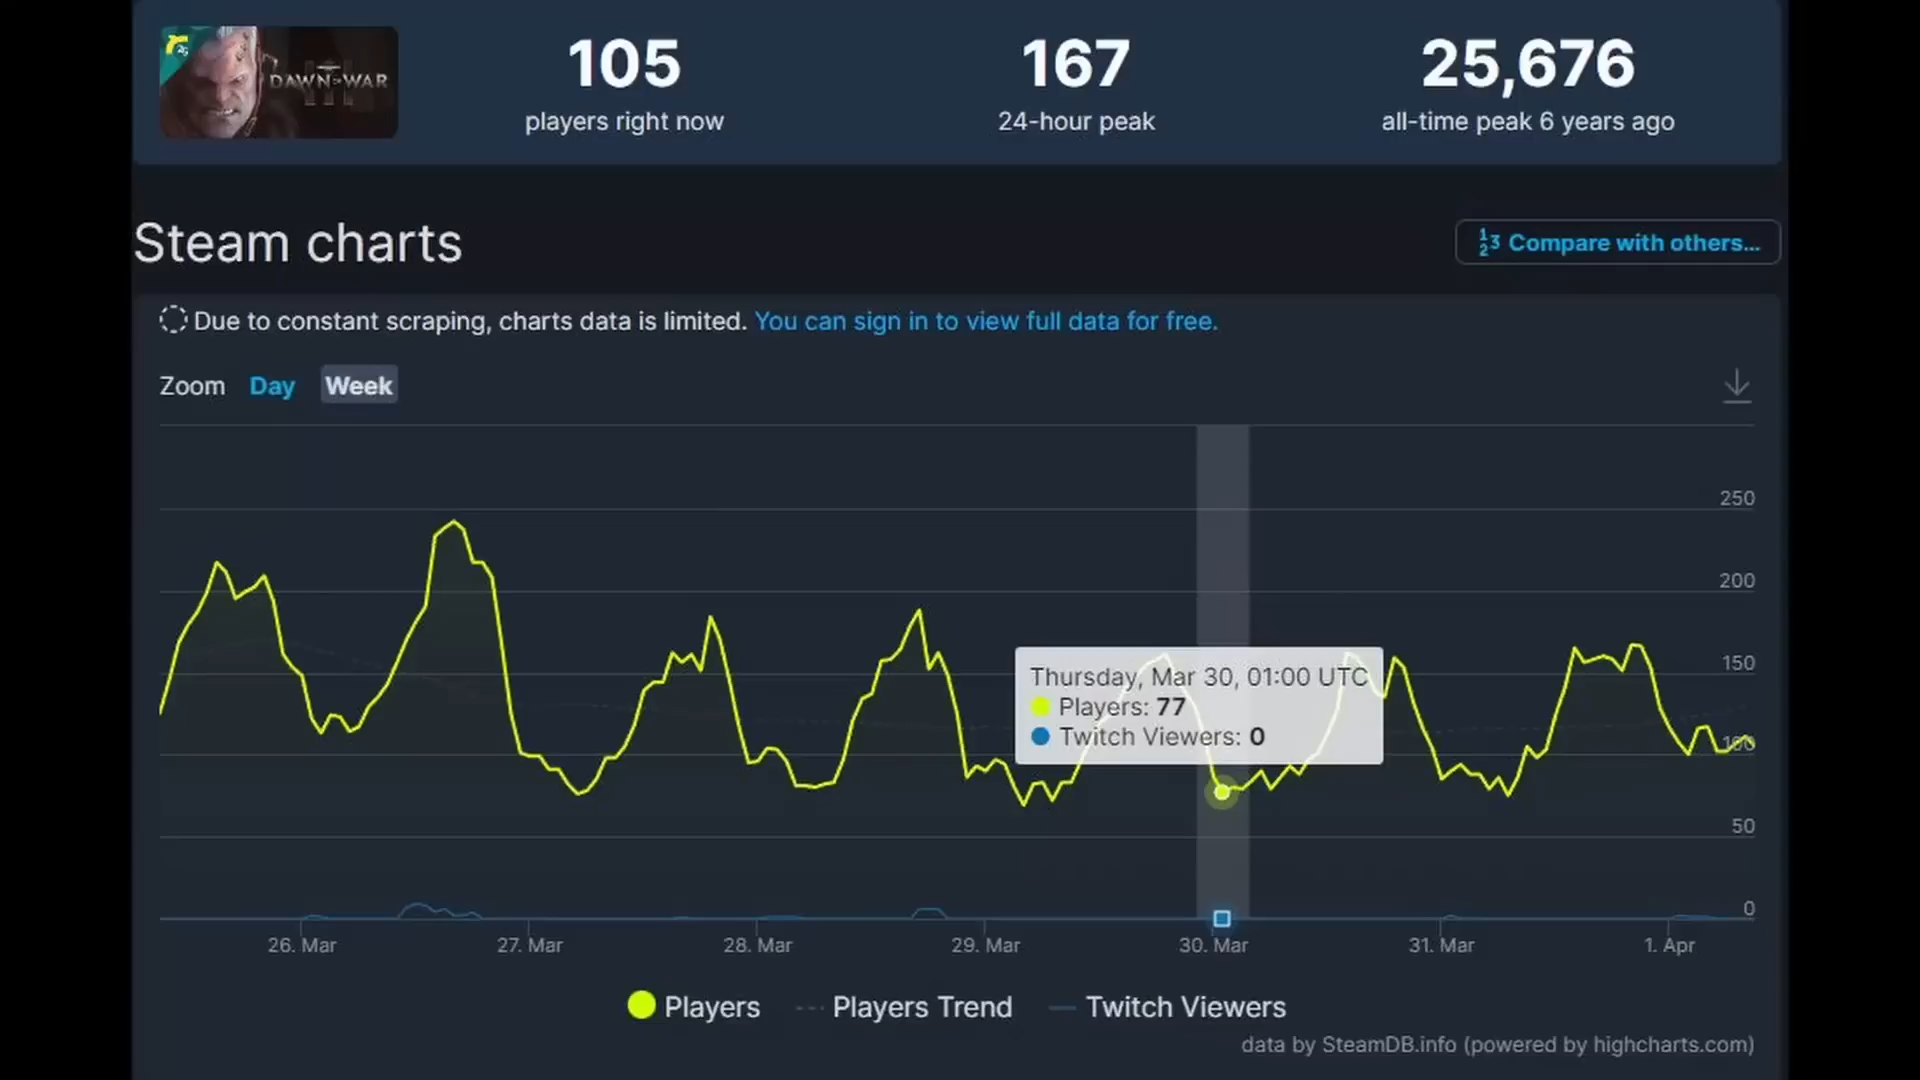 DAWN OF WAR
III
105
players right now
167
24-hour peak
25,676
all-time peak 6 years ago
Steam charts
Compare with others...
Due to constant scraping, charts data is limited. You can sign in to view full data for free.
Zoom Day Week
250
200
150
100
50
0
Thursday, Mar 30, 01:00 UTC
Players: 77
Twitch Viewers: 0
26. Mar 27. Mar 28. Mar 29. Mar 30. Mar 31. Mar 1. Apr
Players Players Trend Twitch Viewers
data by SteamDB.info (powered by highcharts.com)